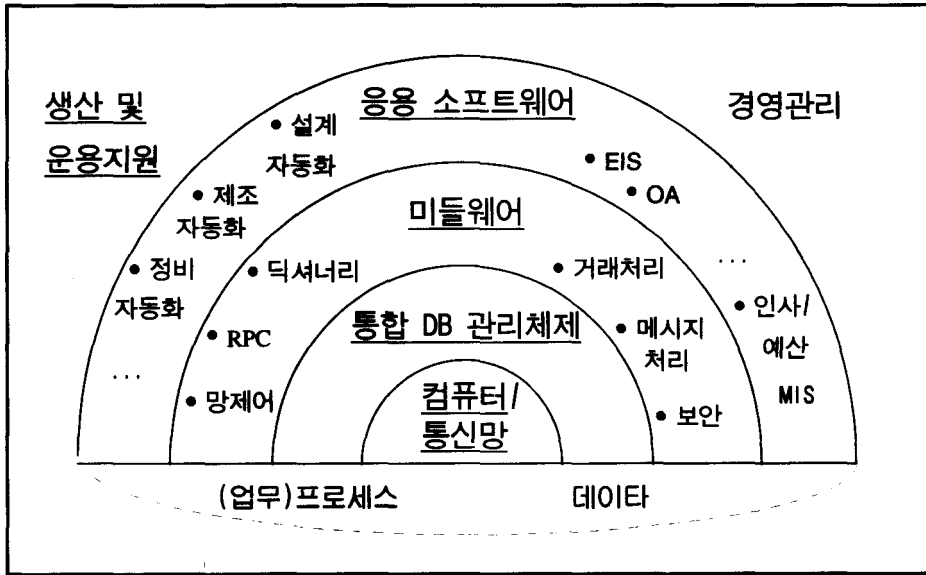 생산 및
운용지원
응용 소프트웨어
경영관리
• 설계
자동화
• 제조
자동화
• 정비
자동화
...
• EIS
• OA
...
• 인사/
예산
MIS
미들웨어
• 딕셔너리
• RPC
• 망제어
• 거래처리
• 메시지
처리
• 보안
통합 DB 관리체제
컴퓨터/
통신망
(업무)프로세스
데이타